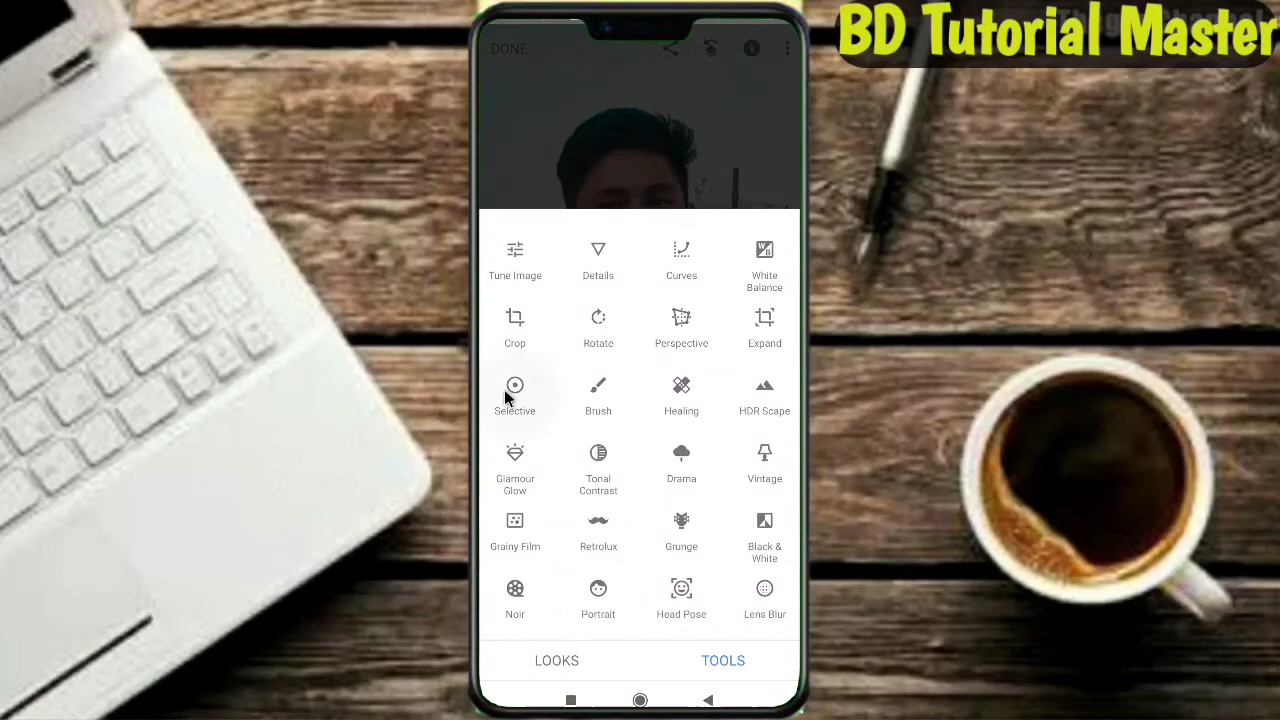 BD Tutorial Master
DONE
Tune Image
Details
Curves
White
Balance
Crop
Rotate
Perspective
Expand
Selective
Brush
Healing
HDR Scape
Glamour
Glow
Tonal
Contrast
Drama
Vintage
Grainy Film
Retrolux
Grunge
Black &
White
Noir
Portrait
Head Pose
Lens Blur
LOOKS
TOOLS